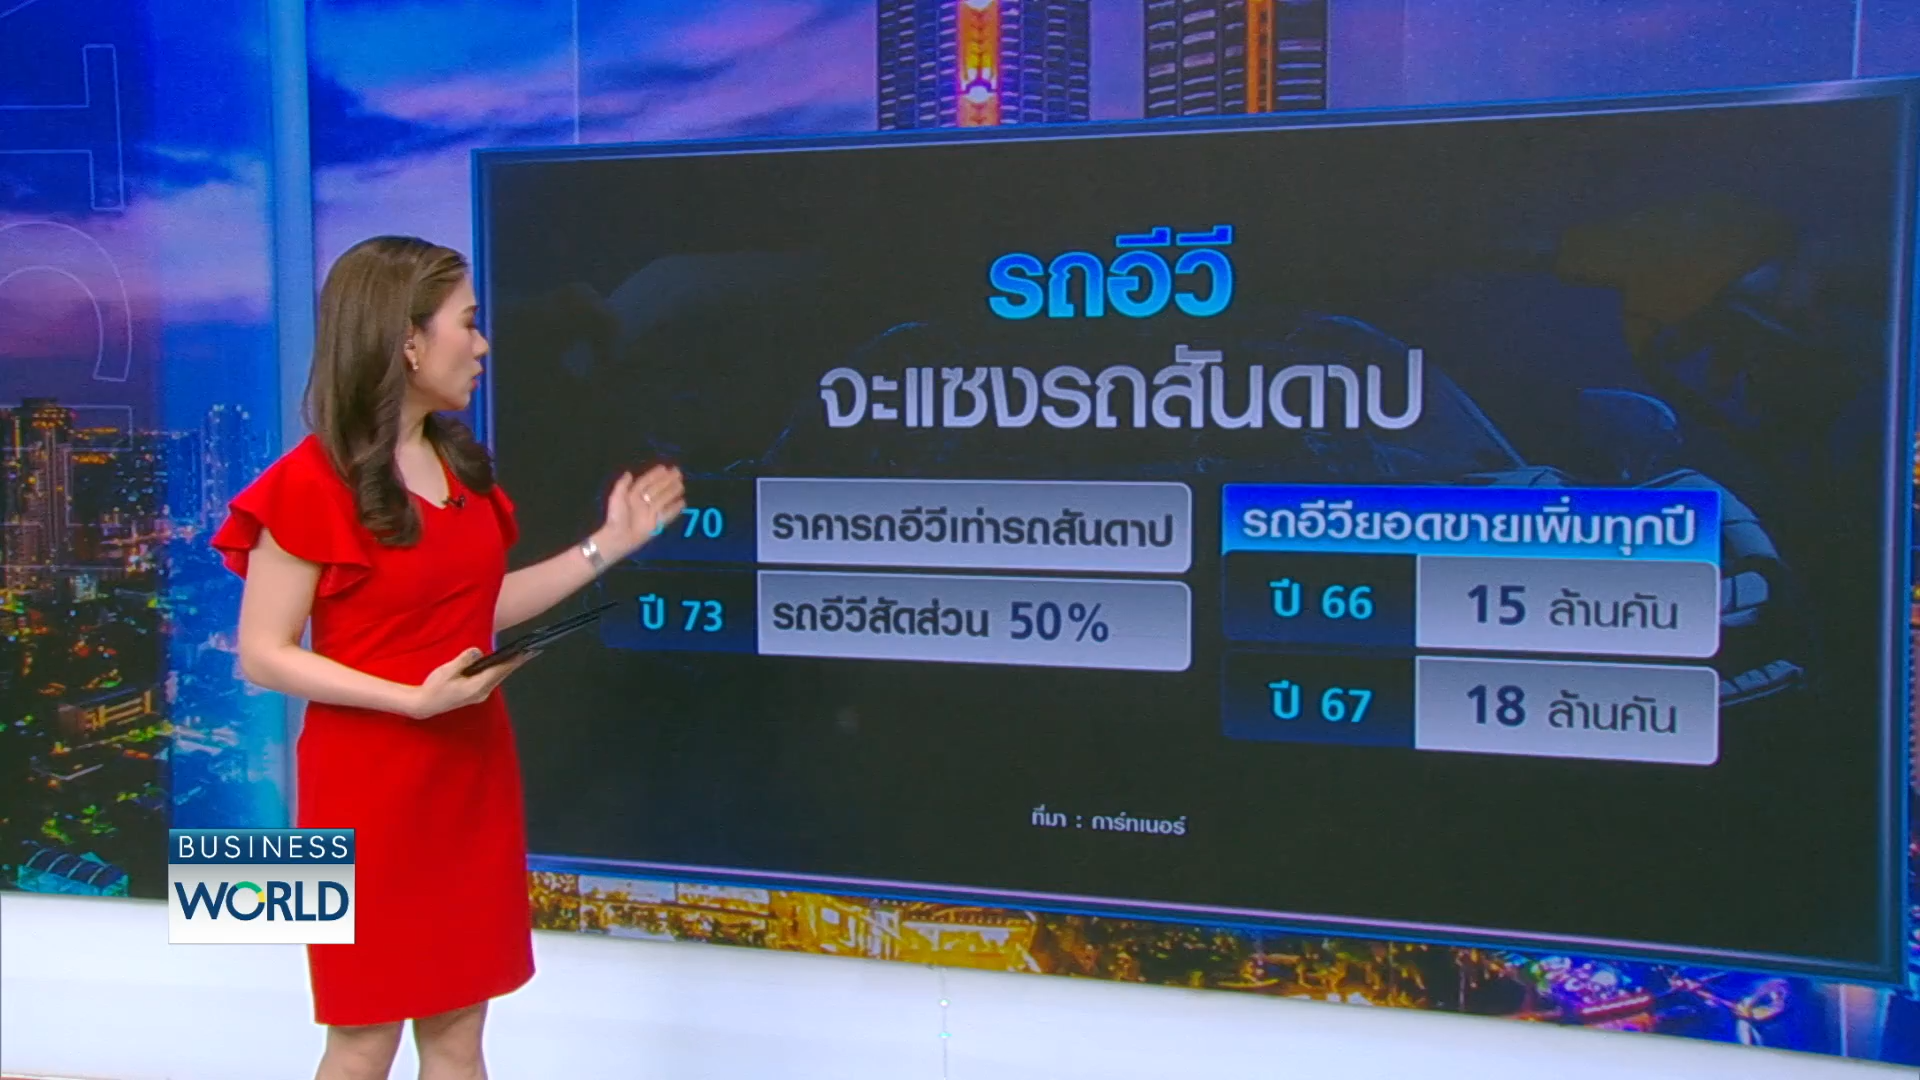 รถอีวี
จะแซงรถสันดาป
70 ราคารถอีวีเท่ารถสันดาป
ปี 73 รถอีวีสัดส่วน 50%
รถอีวียอดขายเพิ่มทุกปี
ปี 66 15 ล้านคัน
ปี 67 18 ล้านคัน
ที่มา : การ์ทเนอร์
BUSINESS
WORLD